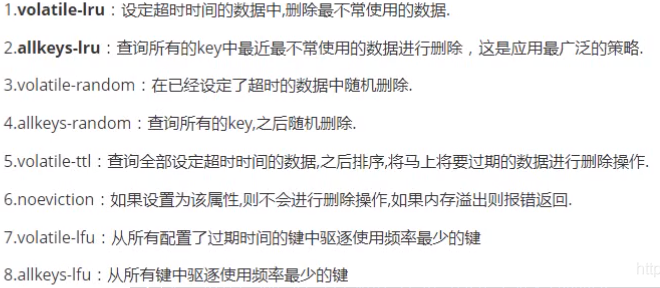 1.volatile-lru：设定超时时间的数据中,删除最不常使用的数据.
2.allkeys-lru：查询所有的key中最近最不常使用的数据进行删除，这是应用最广泛的策略.
3.volatile-random：在已经设定了超时的数据中随机删除.
4.allkeys-random：查询所有的key,之后随机删除.
5.volatile-ttl：查询全部设定超时时间的数据,之后排序,将马上将要过期的数据进行删除操作.
6.noeviction：如果设置为该属性,则不会进行删除操作,如果内存溢出则报错返回.
7.volatile-lfu：从所有配置了过期时间的键中驱逐使用频率最少的键
8.allkeys-lfu：从所有键中驱逐使用频率最少的键